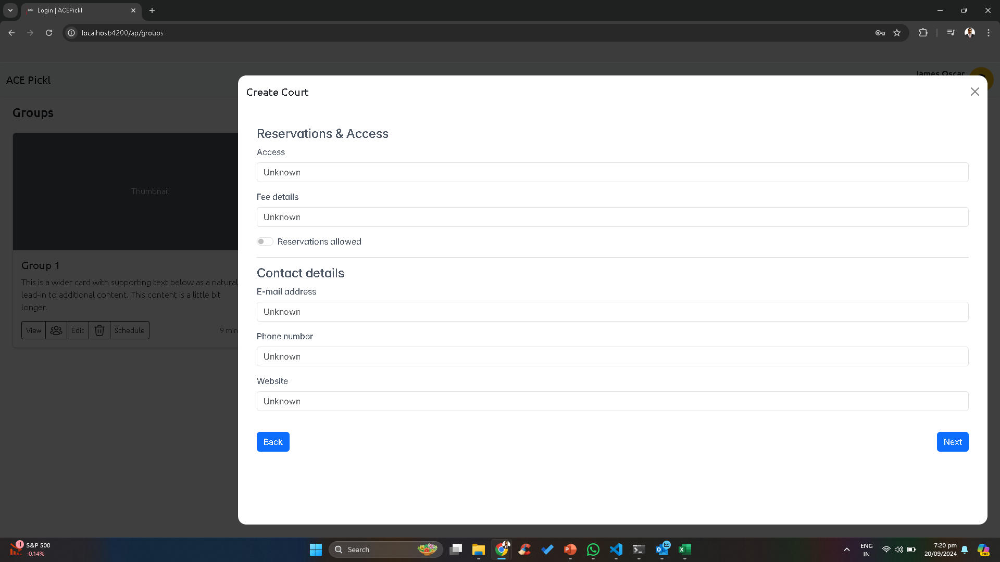 Login | ACEPickl
localhost:4200/ap/groups
ACE Pickl
James Oscar
Create Court
Groups
Reservations & Access
Access
Unknown
Thumbnail
Fee details
Unknown
Reservations allowed
Group 1
This is a wider card with supporting text below as a natural
lead-in to additional content. This content is a little bit
longer.
View
Edit
Schedule
9 min
Contact details
E-mail address
Unknown
Phone number
Unknown
Website
Unknown
Back
Next
1
S&P 500
-0.14%
Search
ENG
IN
7:20 pm
20/09/2024
PRE